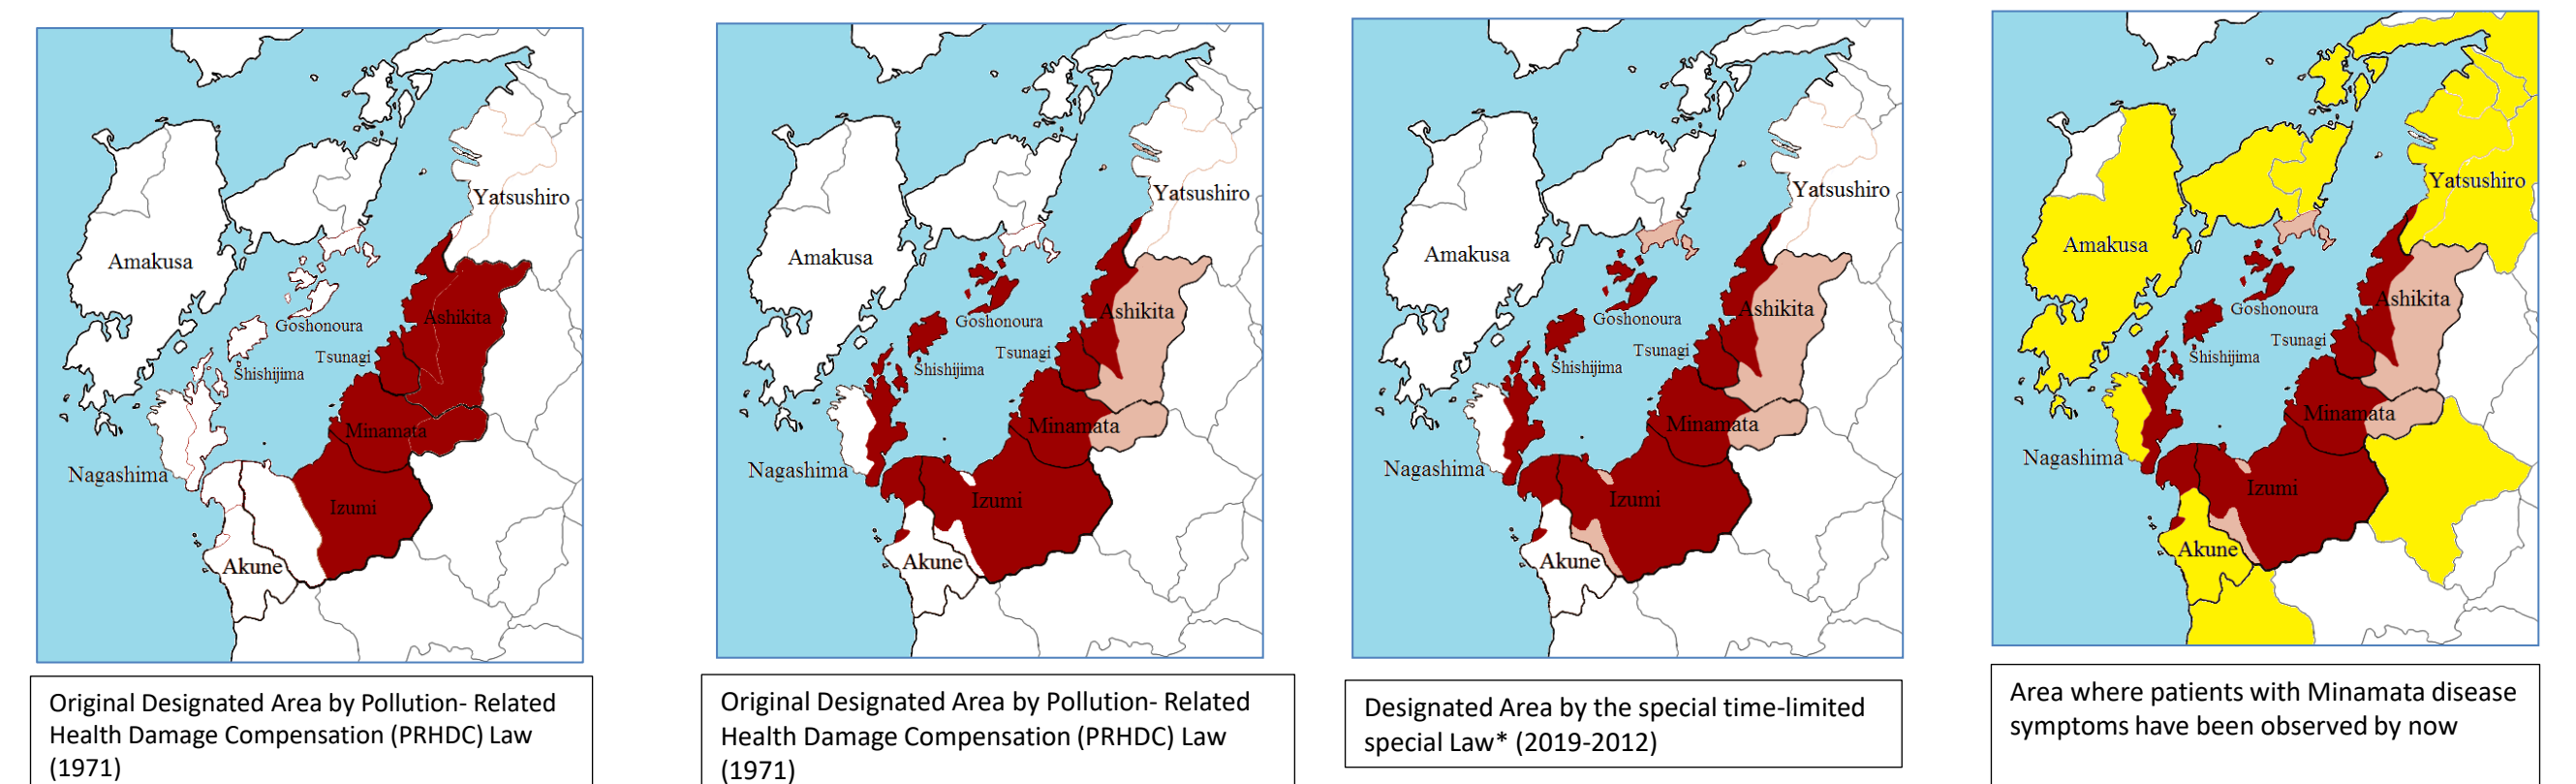 Yatsushiro
Amakusa
Ashikita
Goshonoura
Tsunagi
Shishijima
Minamata
Nagashima
Izumi
Akune
Original Designated Area by Pollution- Related
Health Damage Compensation (PRHDC) Law
(1971)
Yatsushiro
Amakusa
Ashikita
Goshonoura
Tsunagi
Shishijima
Minamata
Nagashima
Izumi
Akune
Original Designated Area by Pollution- Related
Health Damage Compensation (PRHDC) Law
(1971)
Yatsushiro
Amakusa
Ashikita
Goshonoura
Tsunagi
Shishijima
Minamata
Nagashima
Izumi
Akune
Designated Area by the special time-limited
special Law* (2019-2012)
Yatsushiro
Amakusa
Ashikita
Goshonoura
Tsunagi
Shishijima
Minamata
Nagashima
Izumi
Akune
Area where patients with Minamata disease
symptoms have been observed by now